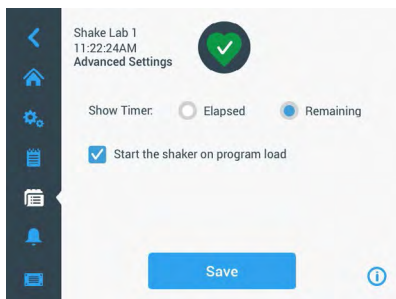 Shake Lab 1
11:22:24AM
Advanced Settings
Show Timer: Elapsed Remaining
Start the shaker on program load
Save